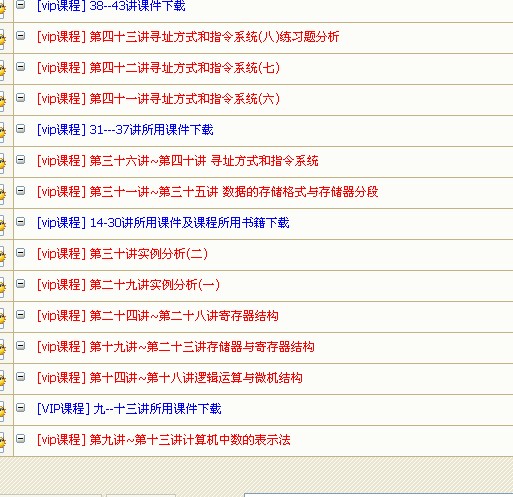 [vip课程] 38--43讲课件下载
[vip课程] 第四十三讲寻址方式和指令系统(八)练习题分析
[vip课程] 第四十二讲寻址方式和指令系统(七)
[vip课程] 第四十一讲寻址方式和指令系统(六)
[vip课程] 31---37讲所用课件下载
[vip课程] 第三十六讲~第四十讲 寻址方式和指令系统
[vip课程] 第三十一讲~第三十五讲 数据的存储格式与存储器分段
[vip课程] 14-30讲所用课件及课程所用书籍下载
[vip课程] 第三十讲实例分析(二)
[vip课程] 第二十九讲实例分析(一)
[vip课程] 第二十四讲~第二十八讲寄存器结构
[vip课程] 第十九讲~第二十三讲存储器与寄存器结构
[vip课程] 第十四讲~第十八讲逻辑运算与微机结构
[VIP课程] 九--十三讲所用课件下载
[vip课程] 第九讲~第十三讲计算机中数的表示法